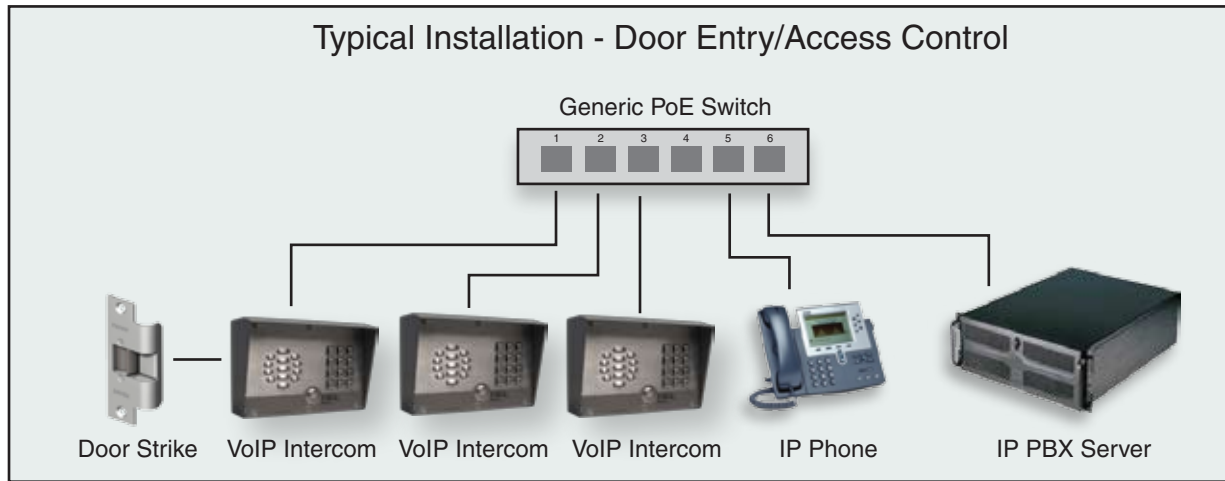 Typical Installation - Door Entry/Access Control
Generic PoE Switch
1 2 3 4 5 6
Door Strike VoIP Intercom VoIP Intercom VoIP Intercom IP Phone IP PBX Server